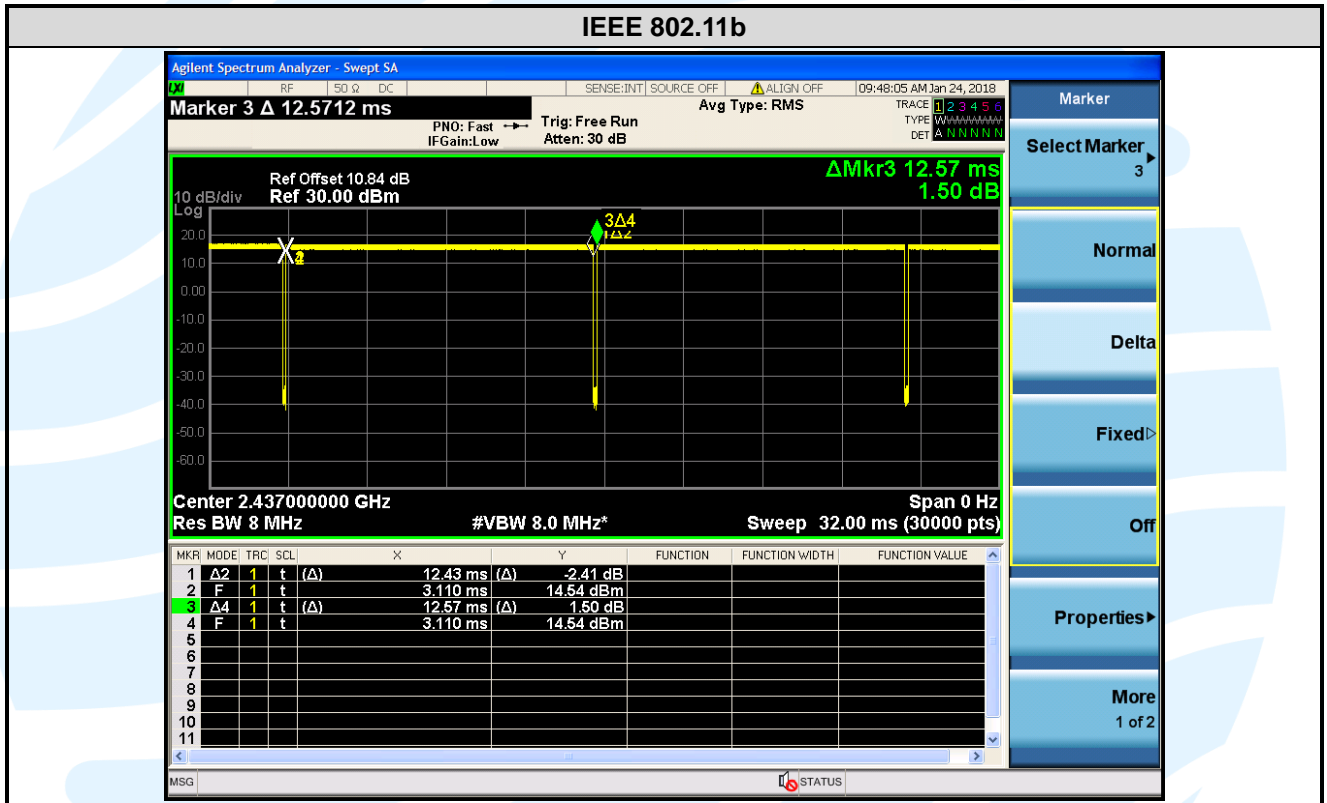 IEEE 802.11b
Agilent Spectrum Analyzer - Swept SA
LXI RF 50 Ω DC SENSE:INT SOURCE OFF ALIGN OFF 09:48:05 AM Jan 24, 2018
Marker 3 Δ 12.5712 ms
PNO: Fast
IFGain:Low
Trig: Free Run
Atten: 30 dB
Avg Type: RMS
TRACE 1 2 3 4 5 6
TYPE WWWWWW
DET A N N N N N
Ref Offset 10.84 dB
Ref 30.00 dBm
10 dB/div
Log
ΔMkr3 12.57 ms
1.50 dB
3Δ4
1Δ2
20.0
10.0
0.00
-10.0
-20.0
-30.0
-40.0
-50.0
-60.0
Center 2.437000000 GHz Span 0 Hz
Res BW 8 MHz #VBW 8.0 MHz* Sweep 32.00 ms (30000 pts)
MKR MODE TRC SCL X Y FUNCTION FUNCTION WIDTH FUNCTION VALUE
1 Δ2 1 t (Δ) 12.43 ms (Δ) -2.41 dB
2 F 1 t 3.110 ms 14.54 dBm
3 Δ4 1 t (Δ) 12.57 ms (Δ) 1.50 dB
4 F 1 t 3.110 ms 14.54 dBm
5
6
7
8
9
10
11
MSG STATUS
Marker
Select Marker
3
Normal
Delta
Fixed
Off
Properties
More
1 of 2